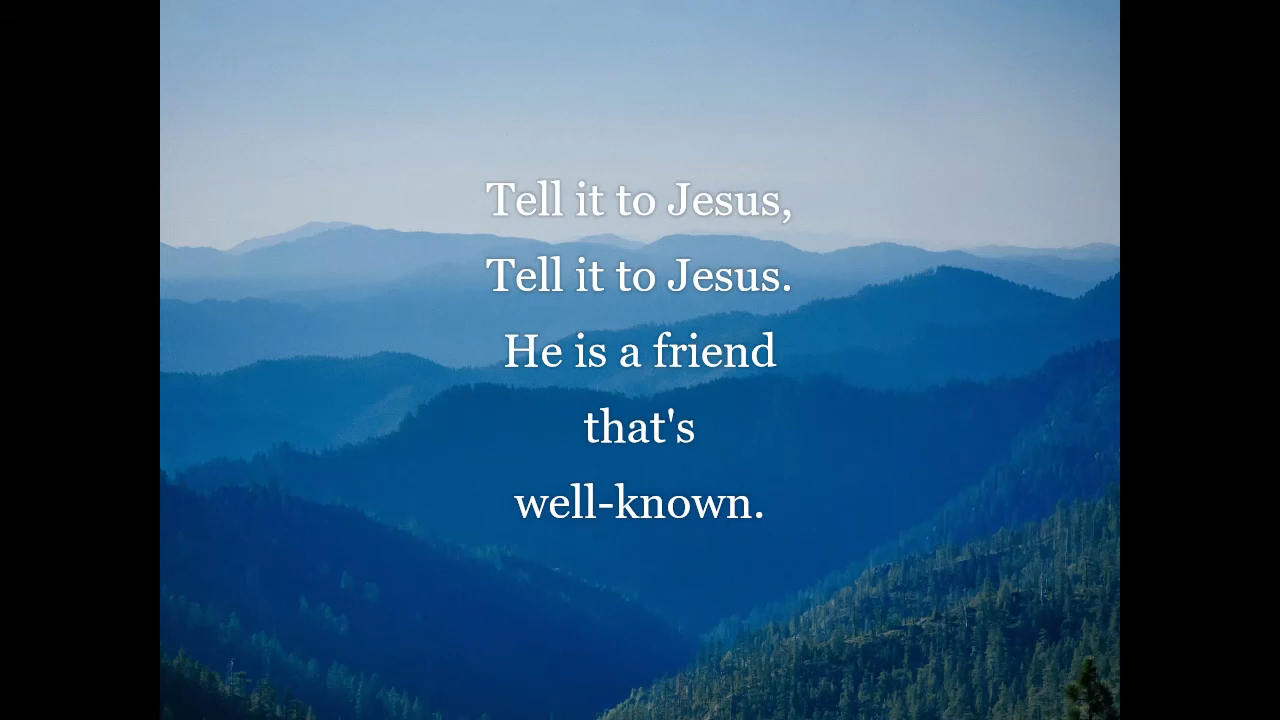 Tell it to Jesus,
Tell it to Jesus.
He is a friend
that's
well-known.